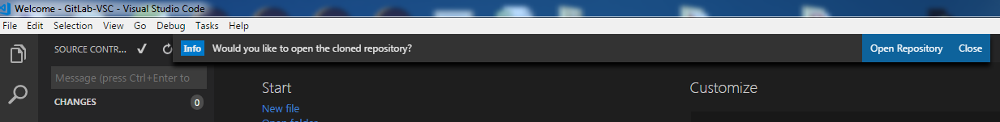 Welcome - GitLab-VSC - Visual Studio Code
File Edit Selection View Go Debug Tasks Help
SOURCE CONTR... Info Would you like to open the cloned repository? Open Repository Close
Message (press Ctrl+Enter to
Start Customize
CHANGES 0
New file
Open folder